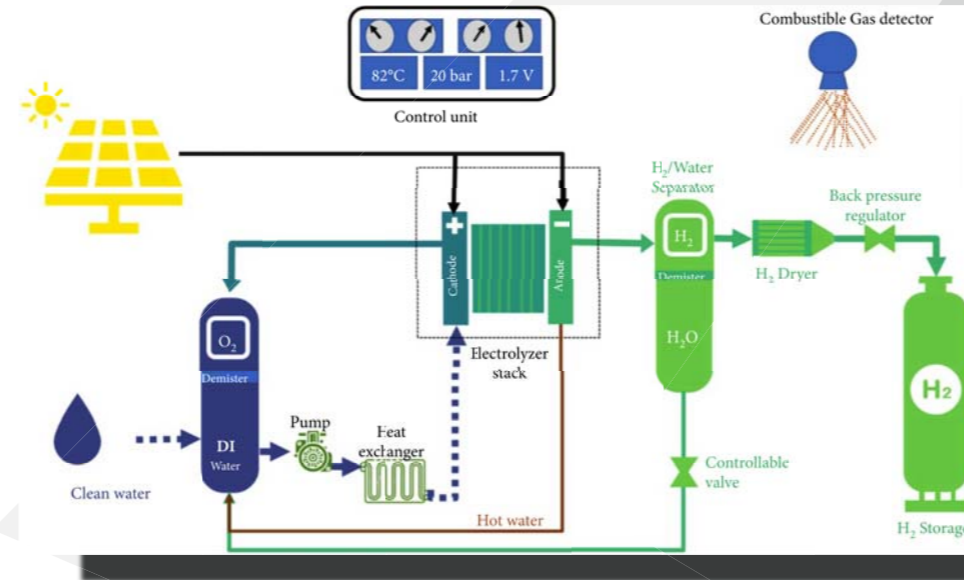 Combustible Gas detector
82°C 20 bar 1.7 V
Control unit
H₂/Water
Separator
Back pressure
regulator
+
−
H₂
Cathode
Anode
Demister
H₂ Dryer
O₂
H₂O
Demister
Electrolyzer
stack
H₂
Pump
Heat
exchanger
DI
Water
Clean water
Controllable
valve
Hot water
H₂ Storage